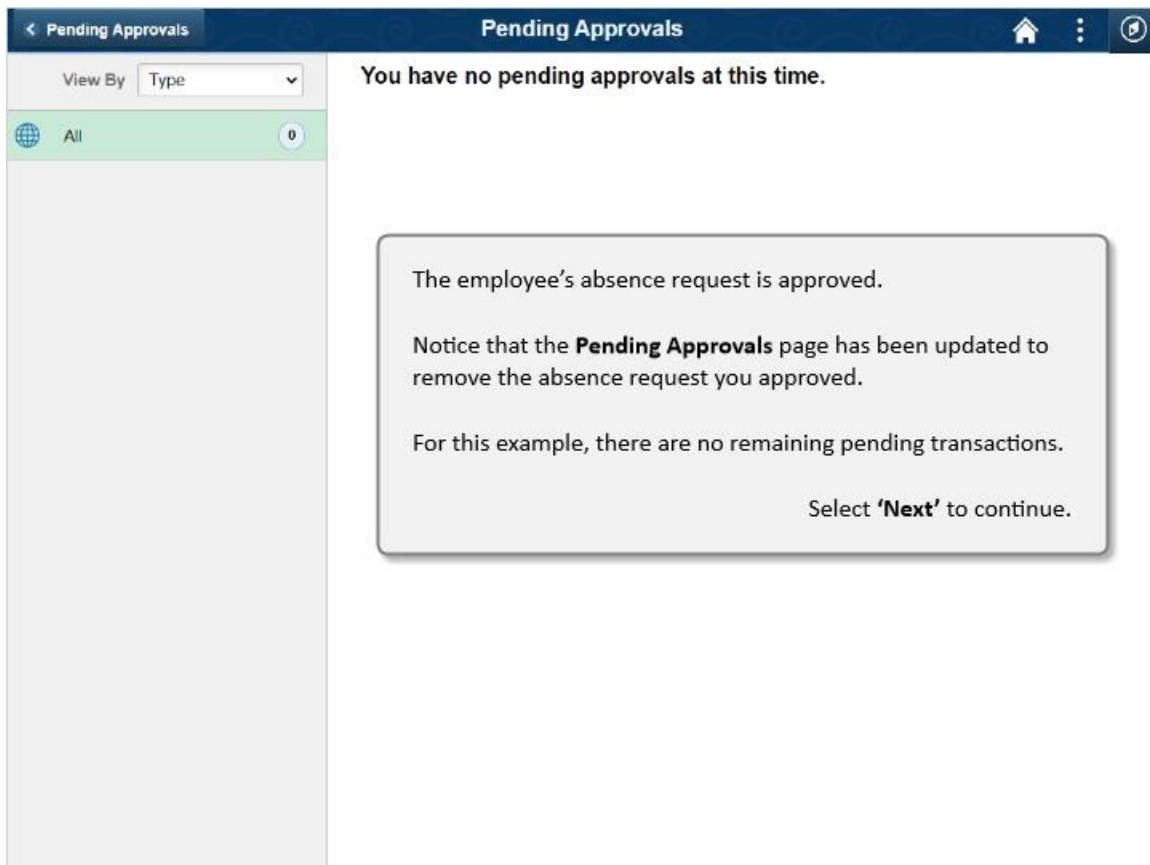 Pending Approvals
Pending Approvals
View By Type
You have no pending approvals at this time.
All 0
The employee’s absence request is approved.
Notice that the Pending Approvals page has been updated to
remove the absence request you approved.
For this example, there are no remaining pending transactions.
Select ‘Next’ to continue.